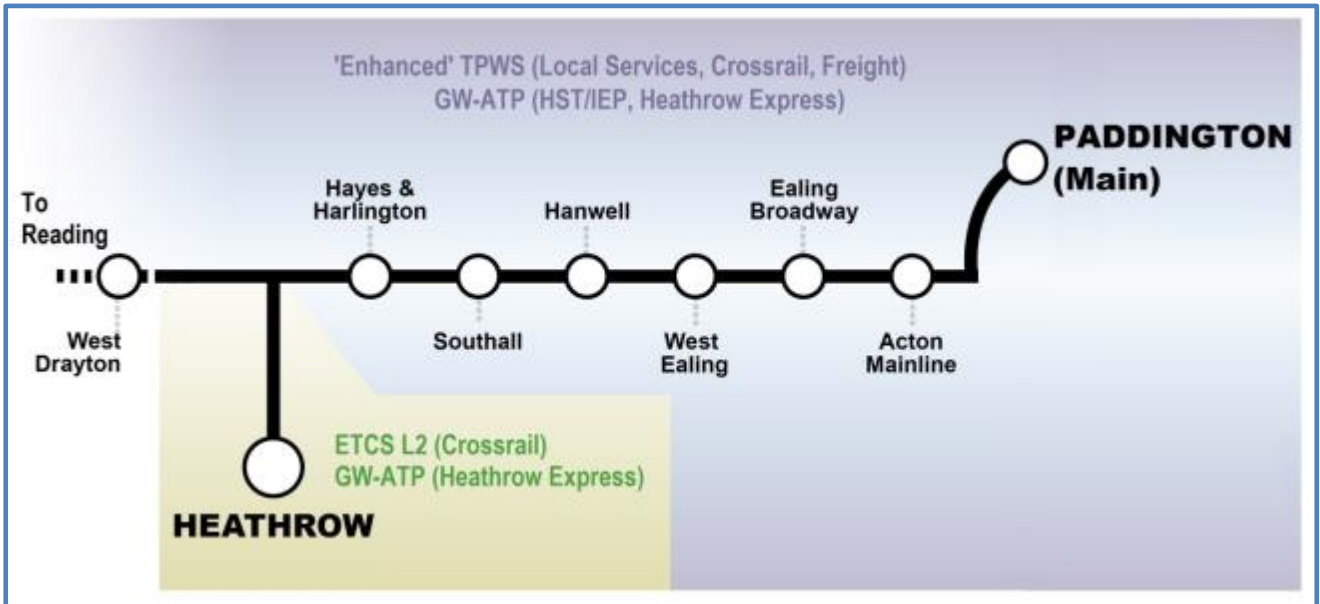 'Enhanced' TPWS (Local Services, Crossrail, Freight)
GW-ATP (HST/IEP, Heathrow Express)
PADDINGTON
(Main)
To
Reading
Hayes &
Harlington
Hanwell
Ealing
Broadway
West
Drayton
Southall
West
Ealing
Acton
Mainline
ETCS L2 (Crossrail)
GW-ATP (Heathrow Express)
HEATHROW